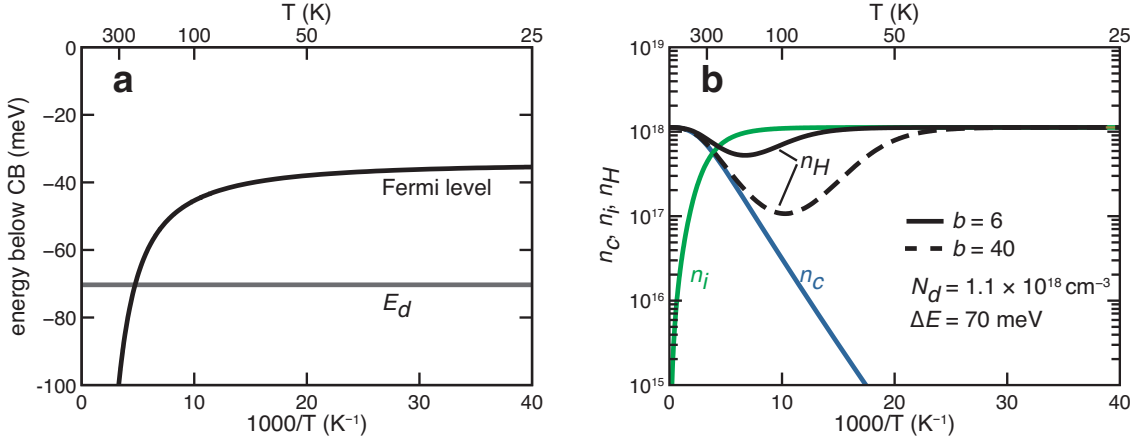 T (K)
300 100 50 25
a
energy below CB (meV)
0
−20
−40
−60
−80
-100
Fermi level
E_d
0 10 20 30 40
1000/T (K⁻¹)
T (K)
300 100 50 25
b
n_c, n_i, n_H
10¹⁹
10¹⁸
10¹⁷
10¹⁶
10¹⁵
n_H
n_i
n_c
b = 6
b = 40
N_d = 1.1 × 10¹⁸ cm⁻³
ΔE = 70 meV
0 10 20 30 40
1000/T (K⁻¹)